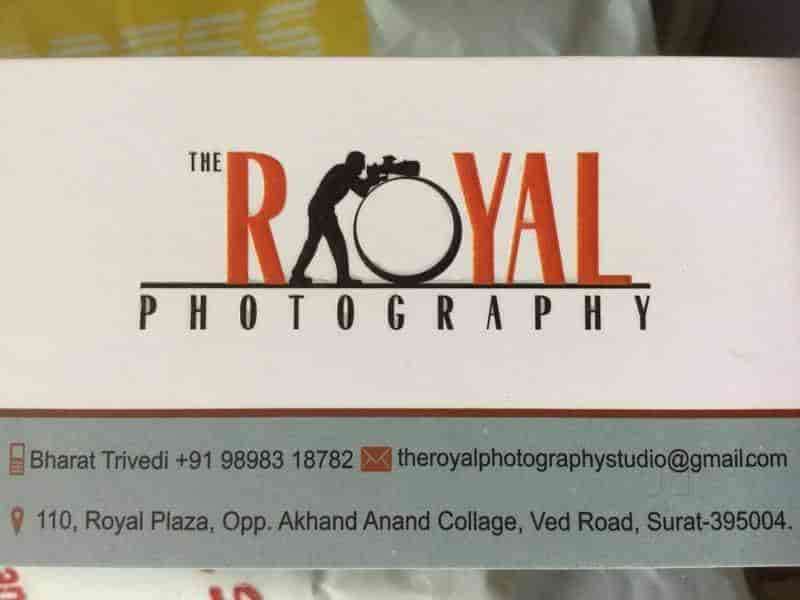 THE ROYAL
PHOTOGRAPHY
Bharat Trivedi +91 98983 18782 theroyalphotographystudio@gmail.com
110, Royal Plaza, Opp. Akhand Anand Collage, Ved Road, Surat-395004.